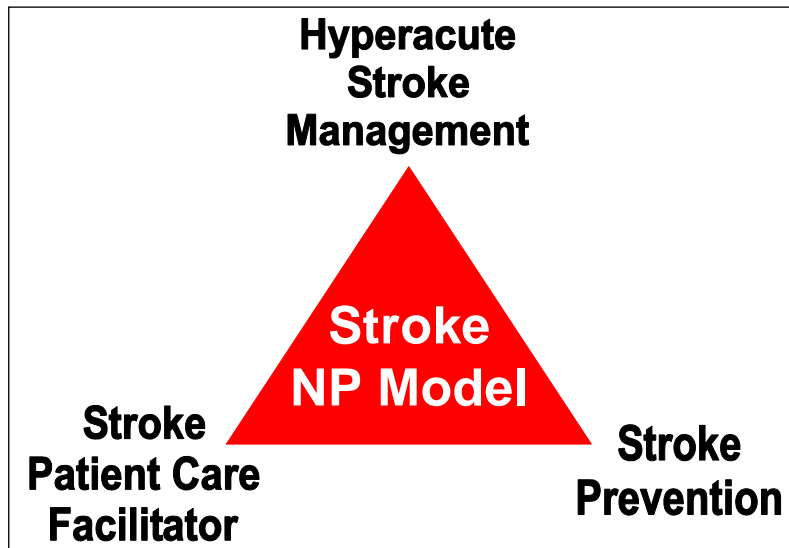 Hyperacute
Stroke
Management
Stroke
NP Model
Stroke
Patient Care
Facilitator
Stroke
Prevention